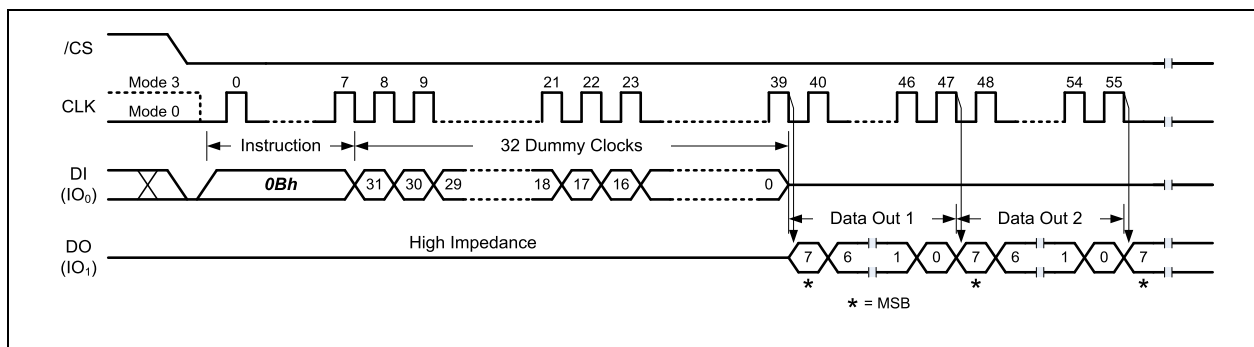 /CS
Mode 3 0 7 8 9 21 22 23 39 40 46 47 48 54 55
CLK
Mode 0
Instruction 32 Dummy Clocks
DI
(IO₀)
0Bh 31 30 29 18 17 16 0
Data Out 1 Data Out 2
DO
(IO₁)
High Impedance
7 6 1 0 7 6 1 0 7
* * *
* = MSB